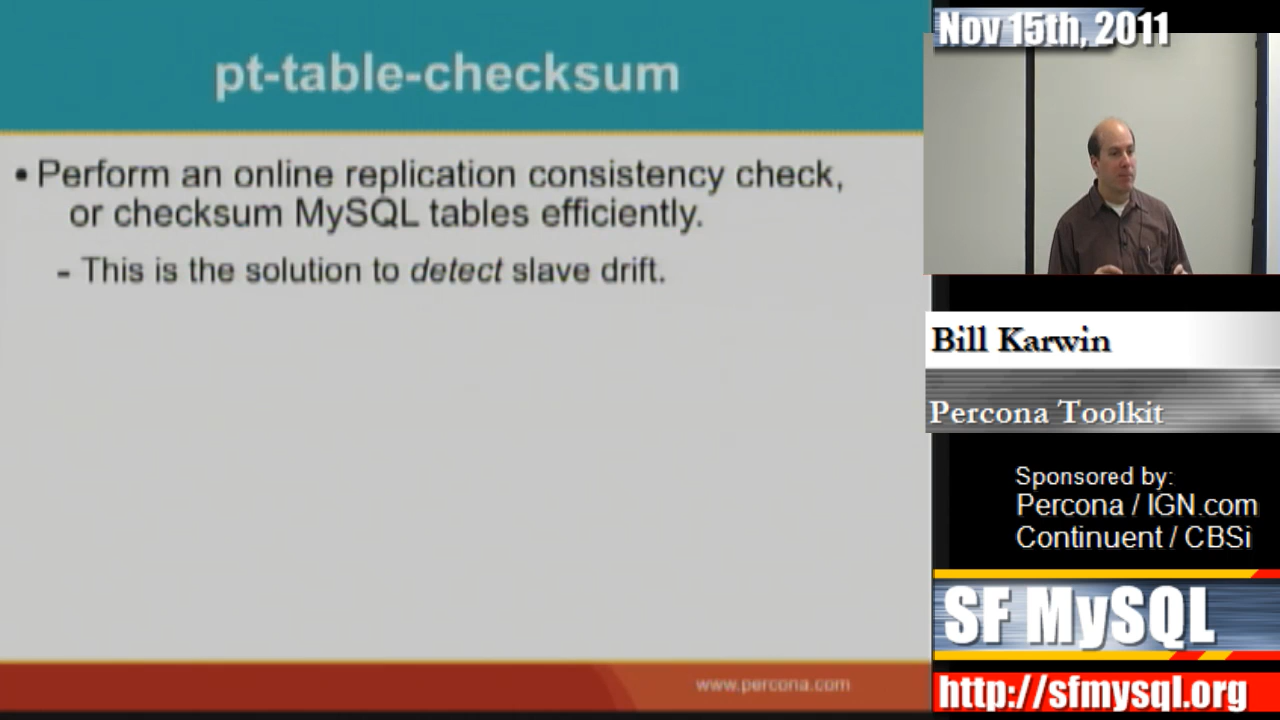 pt-table-checksum
• Perform an online replication consistency check,
or checksum MySQL tables efficiently.
- This is the solution to detect slave drift.
www.percona.com
Nov 15th, 2011
Bill Karwin
Percona Toolkit
Sponsored by:
Percona / IGN.com
Continuent / CBSi
SF MySQL
http://sfmysql.org